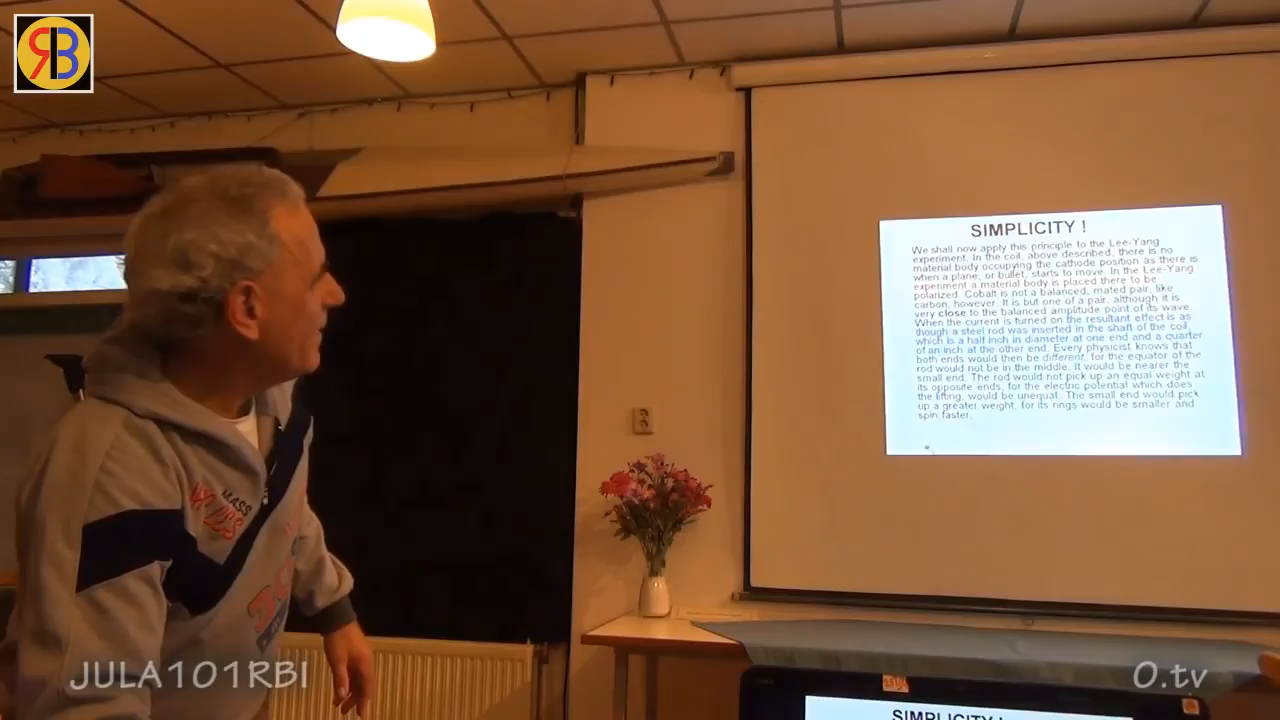 RB
SIMPLICITY !
We shall now apply this principle to the Lee-Yang
experiment. In the coil, above described, there is no
material body occupying the cathode position as there is
when a plane, or bullet, starts to move. In the Lee-Yang
experiment a material body is placed there to be
polarized. Cobalt is not a balanced, mated pair, like
carbon, however. It is but one of a pair, although it is
very close to the balanced amplitude point of its wave.
When the current is turned on the resultant effect is as
though a steel rod was inserted in the shaft of the coil,
which is a half inch in diameter at one end and a quarter
of an inch at the other end. Every physicist knows that
both ends would then be different, for the equator of the
rod would not be in the middle. It would be nearer the
small end. The rod would not pick up an equal weight at
its opposite ends, for the electric potential which does
the lifting, would be unequal. The small end would pick
up a greater weight, for its rings would be smaller and
spin faster.
MASS
JULA101RBI
O.tv
SIMPLICITY !